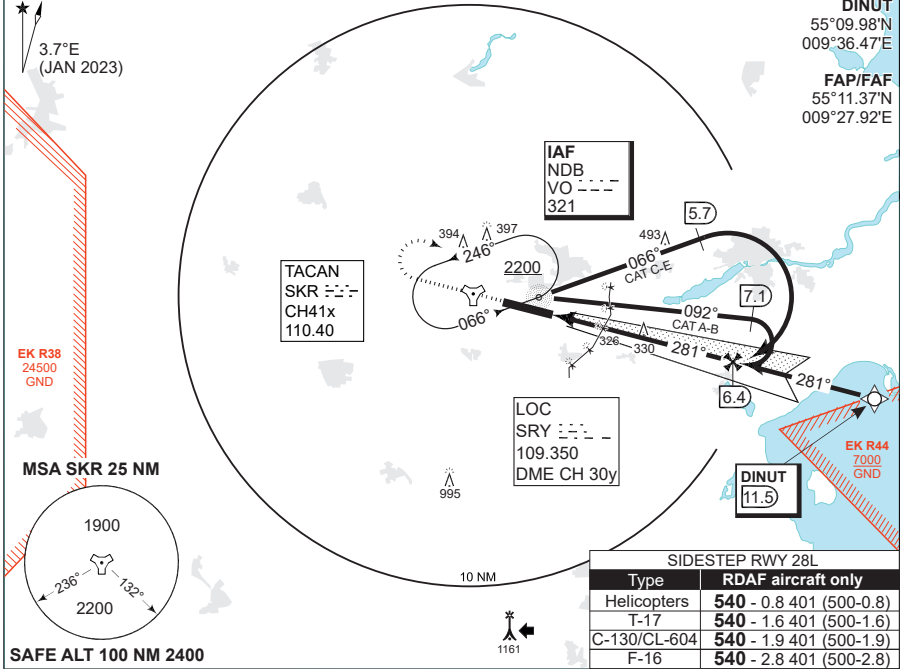 3.7°E
(JAN 2023)
DINUT
55°09.98'N
009°36.47'E
FAP/FAF
55°11.37'N
009°27.92'E
IAF
NDB
VO
321
TACAN
SKR
CH41x
110.40
394
397
246°
2200
066°
493
5.7
066°
CAT C-E
7.1
092°
CAT A-B
326
330
281°
281°
6.4
EK R38
24500
GND
LOC
SRY
109.350
DME CH 30y
EK R44
7000
GND
DINUT
11.5
995
MSA SKR 25 NM
1900
236°
132°
2200
SAFE ALT 100 NM 2400
10 NM
1161
SIDESTEP RWY 28L
Type RDAF aircraft only
Helicopters 540 - 0.8 401 (500-0.8)
T-17 540 - 1.6 401 (500-1.6)
C-130/CL-604 540 - 1.9 401 (500-1.9)
F-16 540 - 2.8 401 (500-2.8)